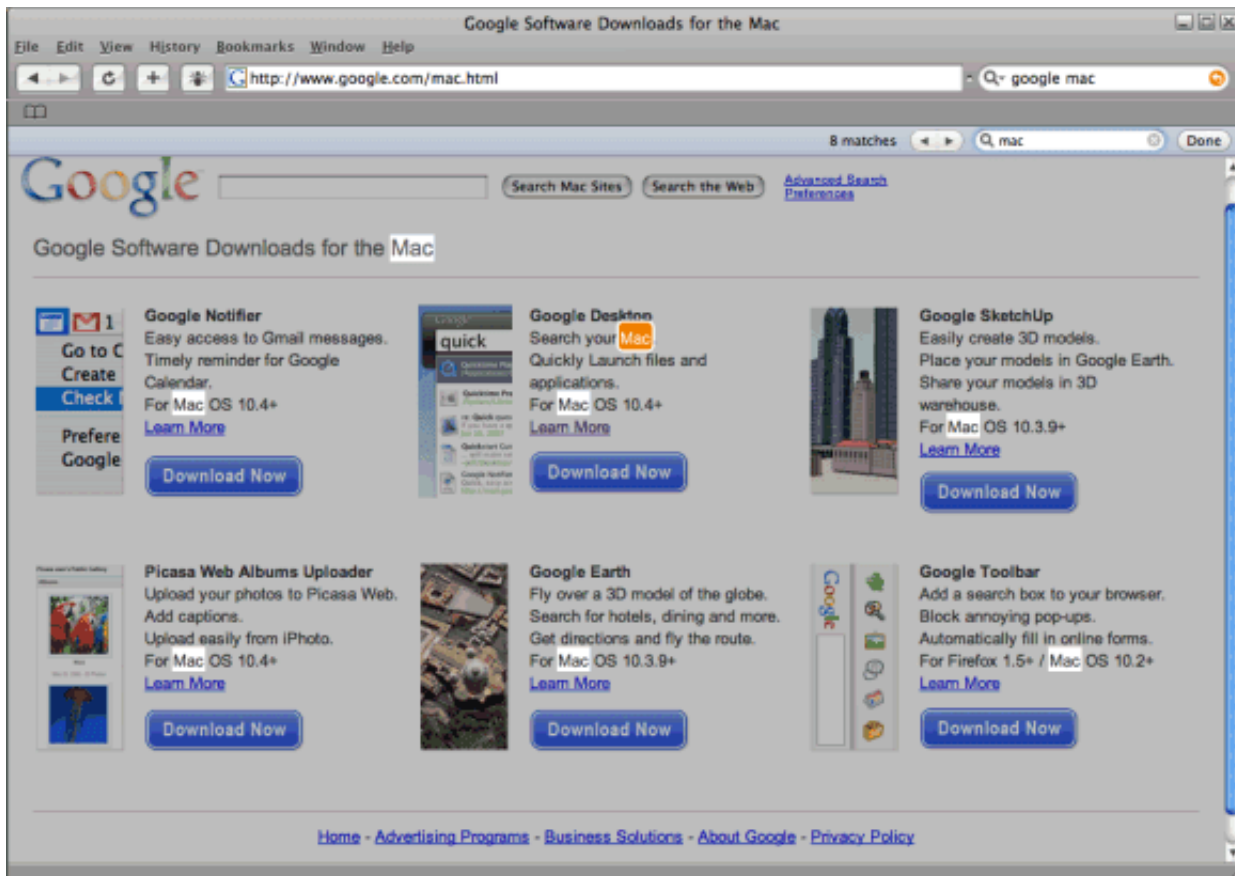 Google Software Downloads for the Mac
File Edit View History Bookmarks Window Help
http://www.google.com/mac.html
google mac
8 matches
mac
Done
Google
Search Mac Sites
Search the Web
Advanced Search
Preferences
Google Software Downloads for the Mac
1
Go to C
Create
Check
Prefere
Google
Google Notifier
Easy access to Gmail messages.
Timely reminder for Google
Calendar.
For Mac OS 10.4+
Learn More
Download Now
Google
quick
Google Desktop
Search your Mac.
Quickly Launch files and
applications.
For Mac OS 10.4+
Learn More
Download Now
Google SketchUp
Easily create 3D models.
Place your models in Google Earth.
Share your models in 3D
warehouse.
For Mac OS 10.3.9+
Learn More
Download Now
Picasa Web Albums Uploader
Upload your photos to Picasa Web.
Add captions.
Upload easily from iPhoto.
For Mac OS 10.4+
Learn More
Download Now
Google Earth
Fly over a 3D model of the globe.
Search for hotels, dining and more.
Get directions and fly the route.
For Mac OS 10.3.9+
Learn More
Download Now
Google
Google Toolbar
Add a search box to your browser.
Block annoying pop-ups.
Automatically fill in online forms.
For Firefox 1.5+ / Mac OS 10.2+
Learn More
Download Now
Home - Advertising Programs - Business Solutions - About Google - Privacy Policy